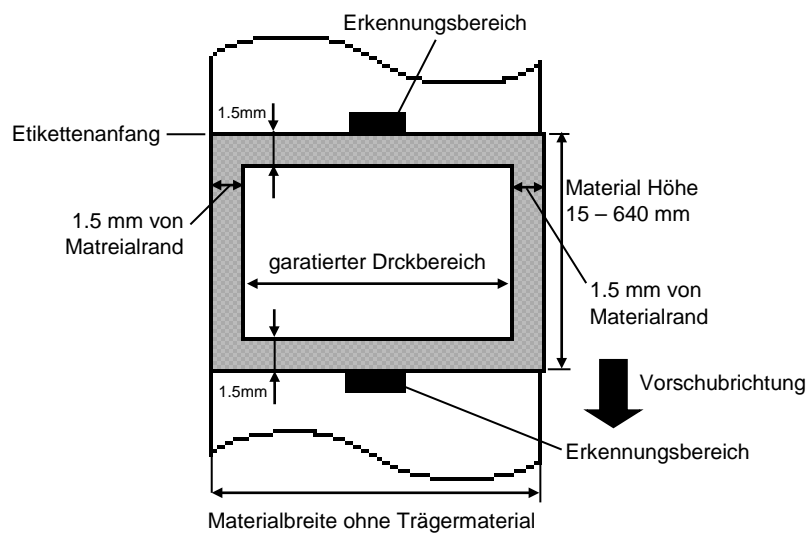 Erkennungsbereich
1.5mm
Etikettenanfang
Material Höhe
15 – 640 mm
1.5 mm von
Matreialrand
garatierter Drckbereich
1.5 mm von
Materialrand
1.5mm
Vorschubrichtung
Erkennungsbereich
Materialbreite ohne Trägermaterial